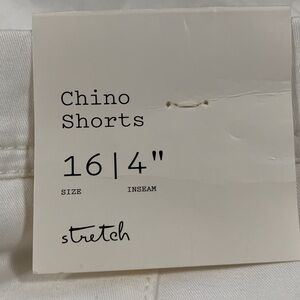 Chino
Shorts
16|4"
SIZE INSEAM
stretch